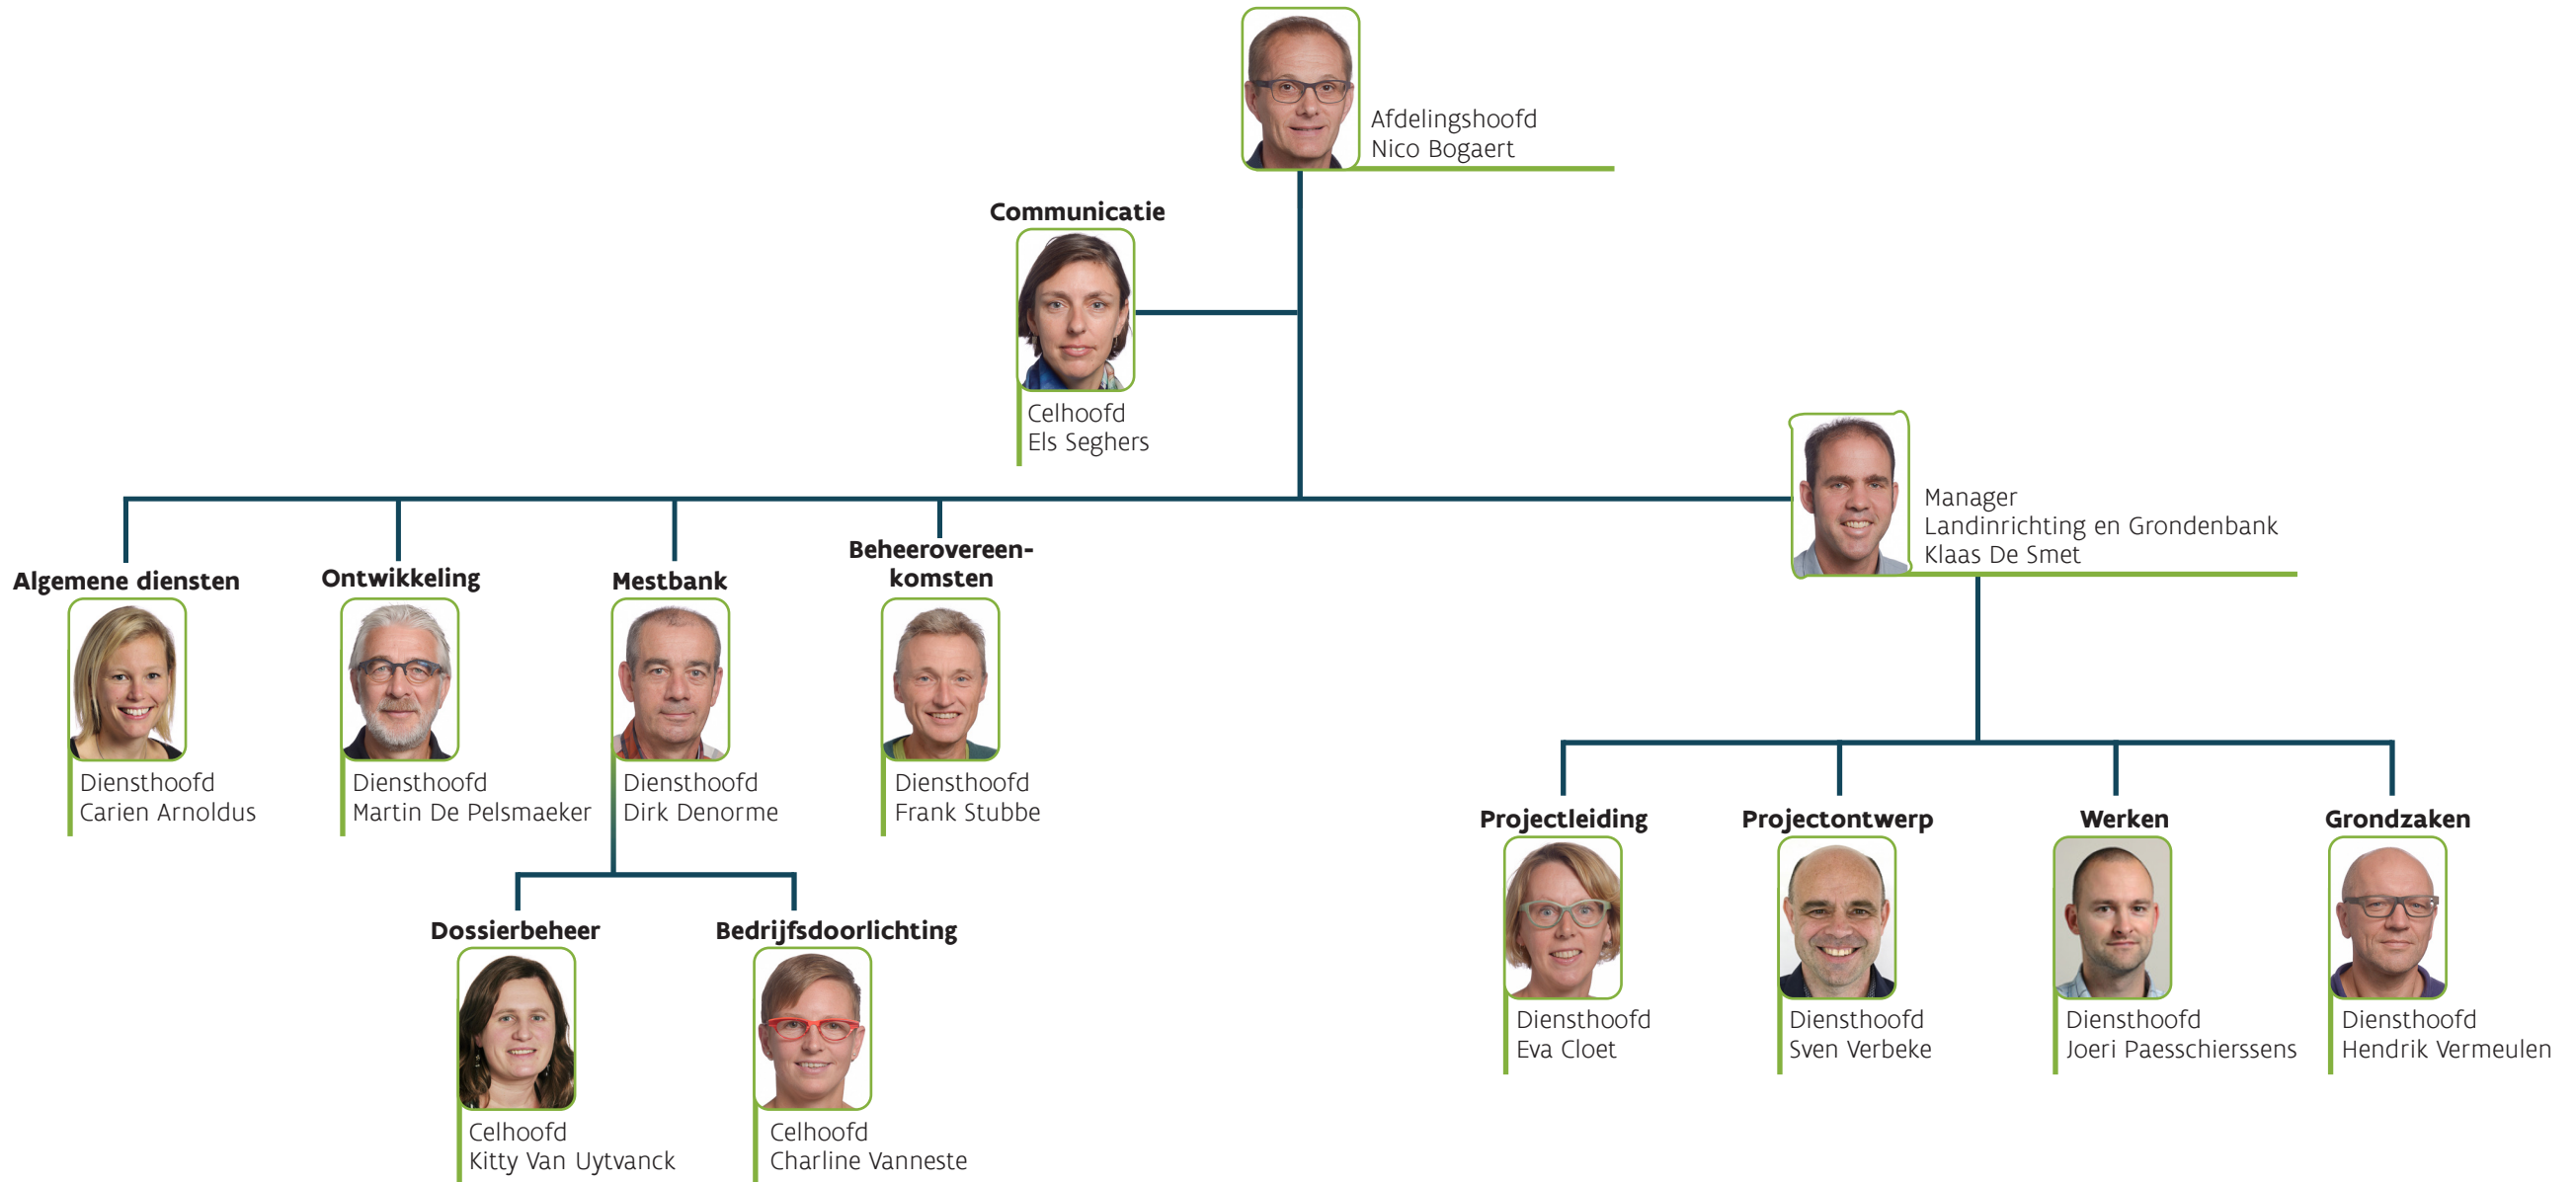 Afdelingshoofd
Nico Bogaert
Communicatie
Celhoofd
Els Seghers
Manager
Landinrichting en Grondenbank
Klaas De Smet
Algemene diensten
Diensthoofd
Carien Arnoldus
Ontwikkeling
Diensthoofd
Martin De Pelsmaeker
Mestbank
Diensthoofd
Dirk Denorme
Beheerovereen-
komsten
Diensthoofd
Frank Stubbe
Dossierbeheer
Celhoofd
Kitty Van Uytvanck
Bedrijfsdoorlichting
Celhoofd
Charline Vanneste
Projectleiding
Diensthoofd
Eva Cloet
Projectontwerp
Diensthoofd
Sven Verbeke
Werken
Diensthoofd
Joeri Paesschierssens
Grondzaken
Diensthoofd
Hendrik Vermeulen